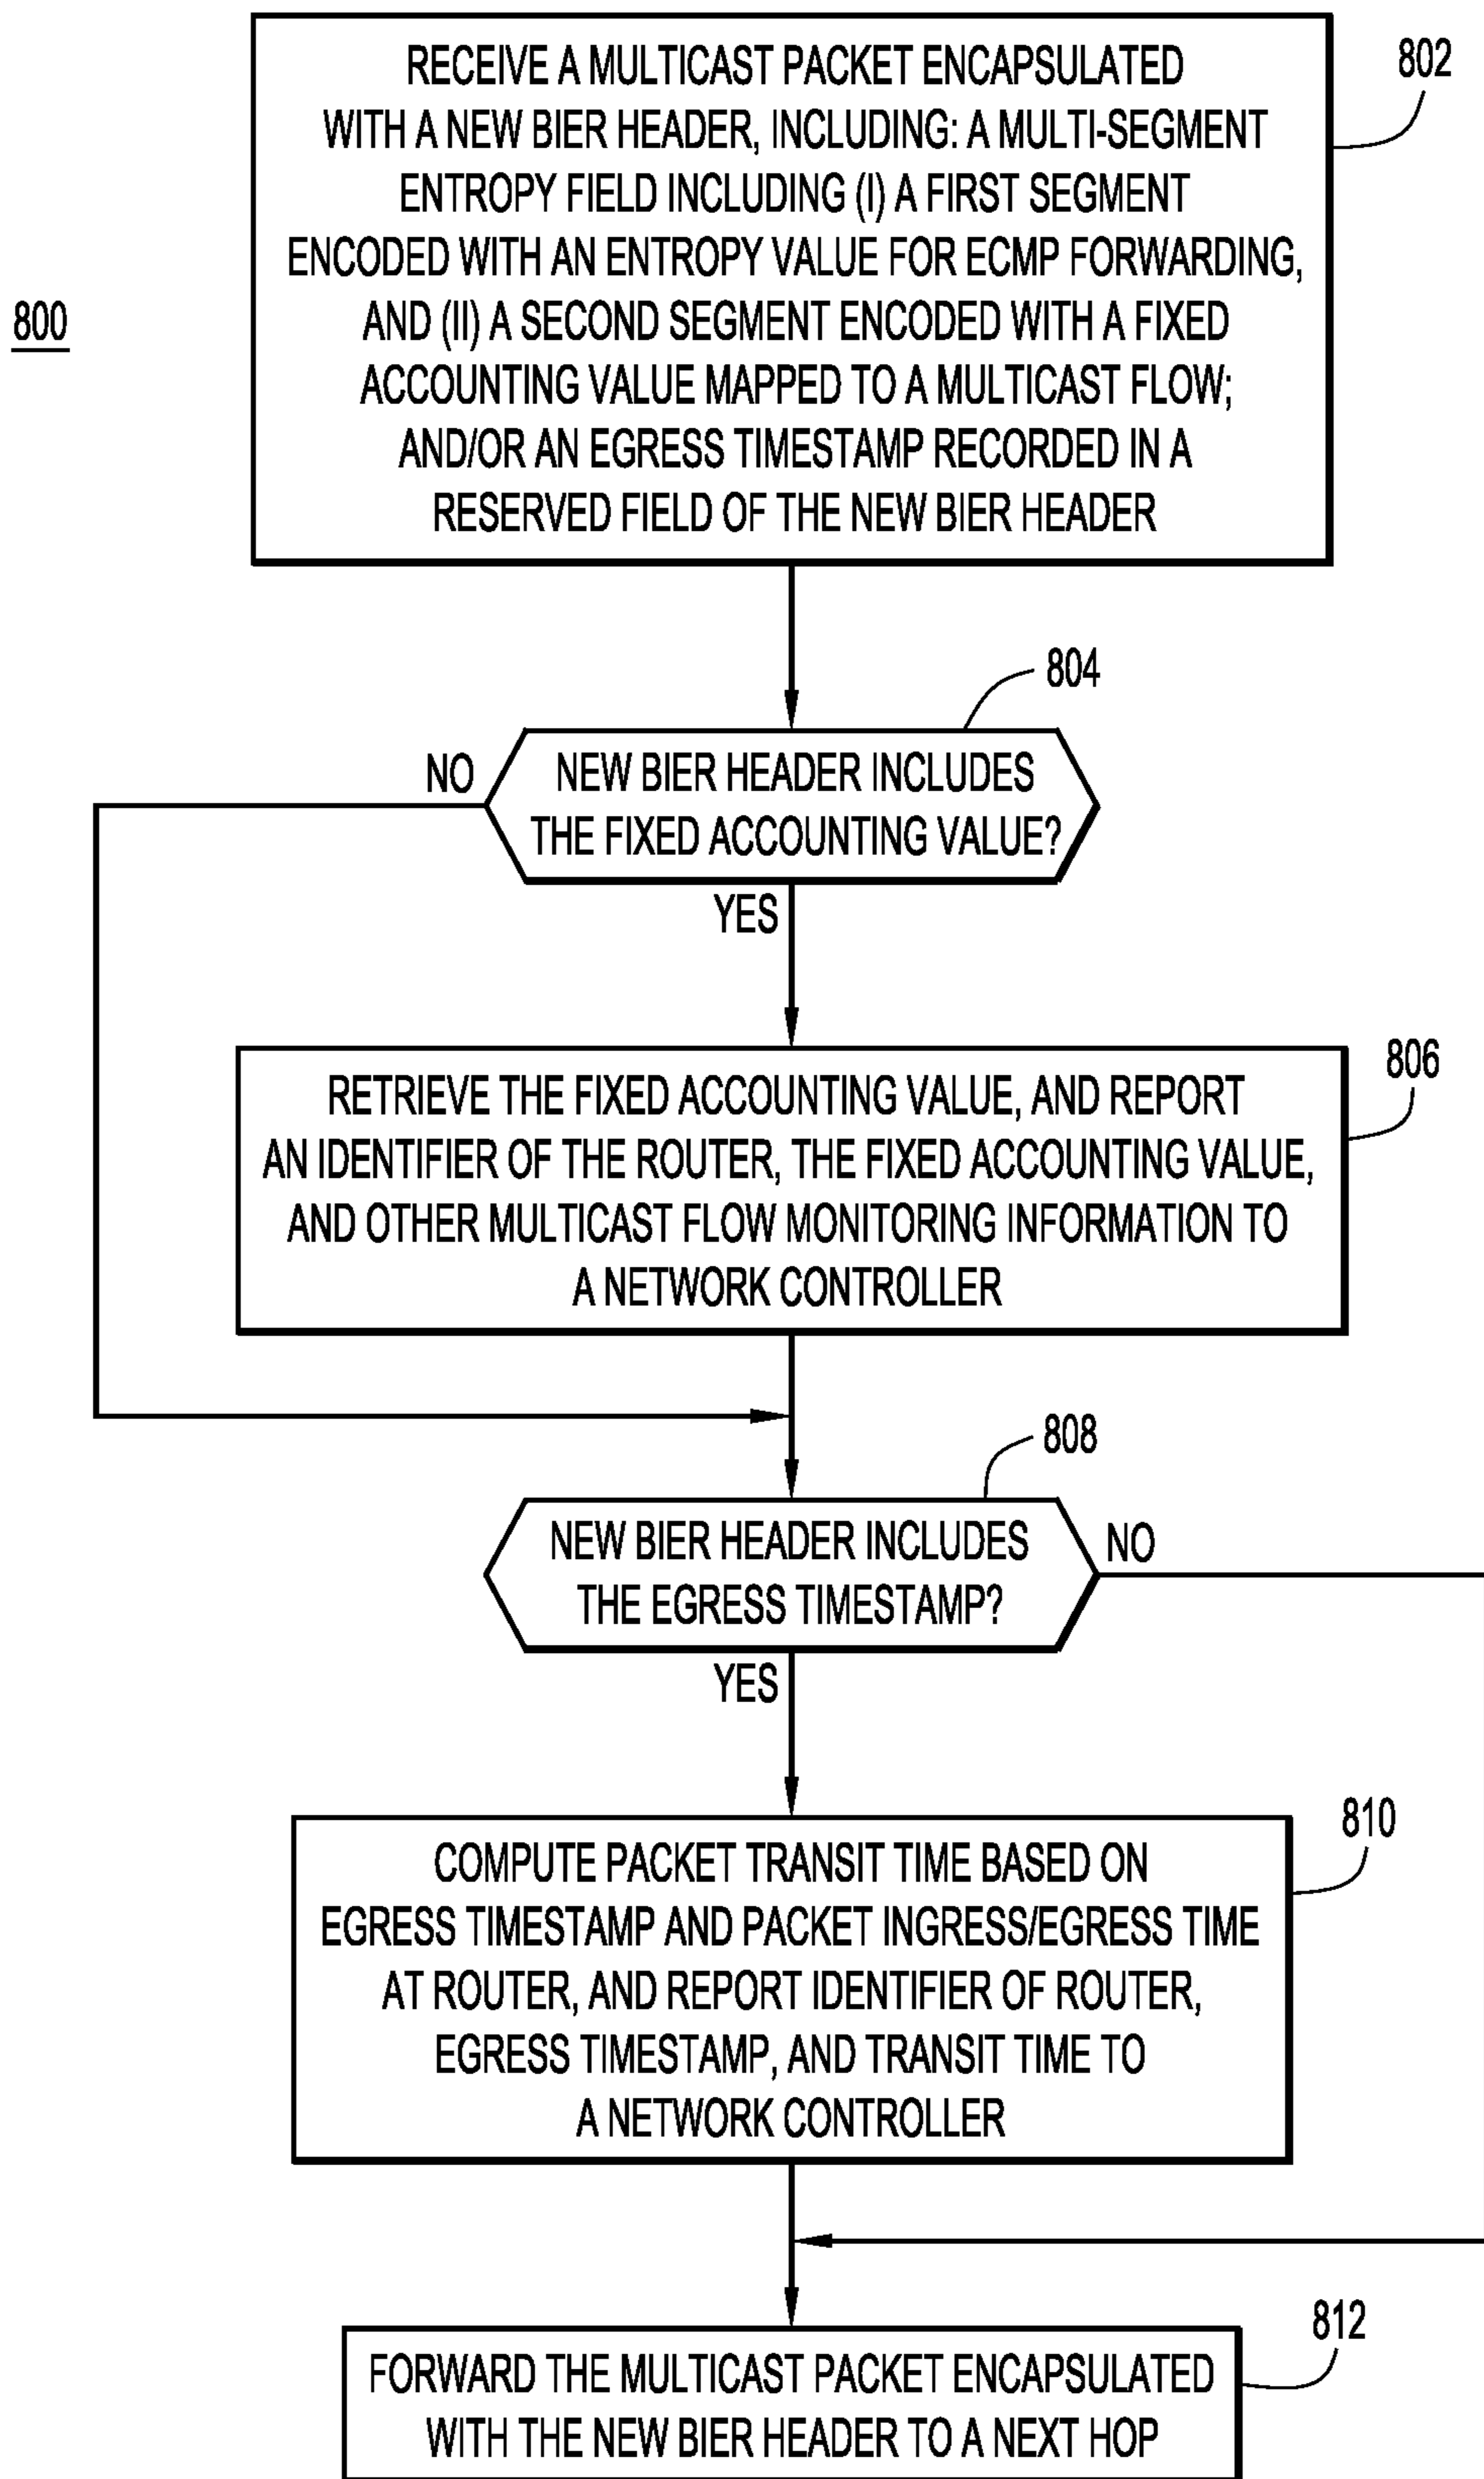 RECEIVE A MULTICAST PACKET ENCAPSULATED
WITH A NEW BIER HEADER, INCLUDING: A MULTI-SEGMENT
ENTROPY FIELD INCLUDING (I) A FIRST SEGMENT
ENCODED WITH AN ENTROPY VALUE FOR ECMP FORWARDING,
AND (II) A SECOND SEGMENT ENCODED WITH A FIXED
ACCOUNTING VALUE MAPPED TO A MULTICAST FLOW;
AND/OR AN EGRESS TIMESTAMP RECORDED IN A
RESERVED FIELD OF THE NEW BIER HEADER
802
800
804
NO
NEW BIER HEADER INCLUDES
THE FIXED ACCOUNTING VALUE?
YES
806
RETRIEVE THE FIXED ACCOUNTING VALUE, AND REPORT
AN IDENTIFIER OF THE ROUTER, THE FIXED ACCOUNTING VALUE,
AND OTHER MULTICAST FLOW MONITORING INFORMATION TO
A NETWORK CONTROLLER
808
NEW BIER HEADER INCLUDES
THE EGRESS TIMESTAMP?
NO
YES
810
COMPUTE PACKET TRANSIT TIME BASED ON
EGRESS TIMESTAMP AND PACKET INGRESS/EGRESS TIME
AT ROUTER, AND REPORT IDENTIFIER OF ROUTER,
EGRESS TIMESTAMP, AND TRANSIT TIME TO
A NETWORK CONTROLLER
812
FORWARD THE MULTICAST PACKET ENCAPSULATED
WITH THE NEW BIER HEADER TO A NEXT HOP